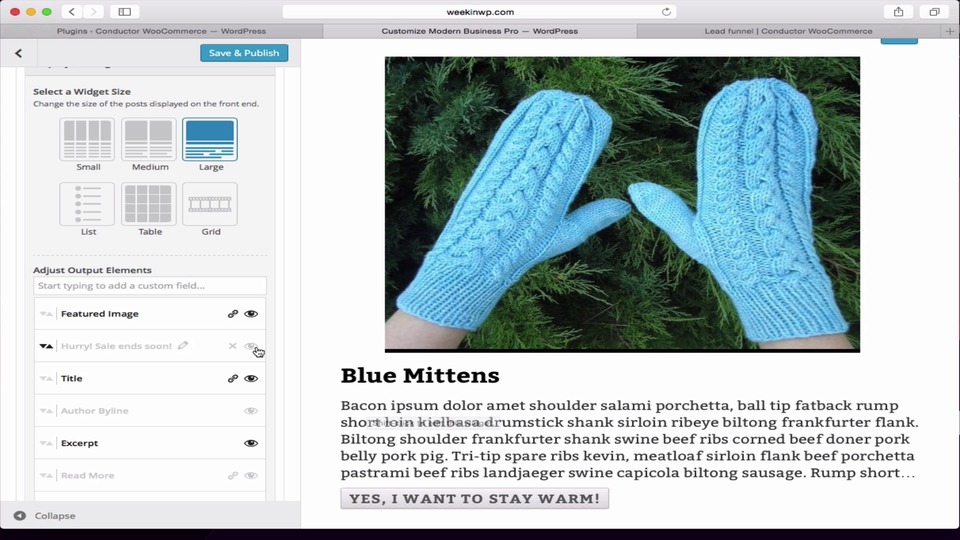 weekinwp.com
Plugins - Conductor WooCommerce — WordPress
Customize Modern Business Pro — WordPress
Lead funnel | Conductor WooCommerce
Save & Publish
Select a Widget Size
Change the size of the posts displayed on the front end.
Small
Medium
Large
List
Table
Grid
Adjust Output Elements
Start typing to add a custom field...
Featured Image
Hurry! Sale ends soon!
Title
Author Byline
Excerpt
Read More
Collapse
Blue Mittens
Bacon ipsum dolor amet shoulder salami porchetta, ball tip fatback rump
short loin kielbasa drumstick shank sirloin ribeye biltong frankfurter flank.
Biltong shoulder frankfurter shank swine beef ribs corned beef doner pork
belly pork pig. Tri-tip spare ribs kevin, meatloaf sirloin flank beef porchetta
pastrami beef ribs landjaeger swine capicola biltong sausage. Rump short...
YES, I WANT TO STAY WARM!